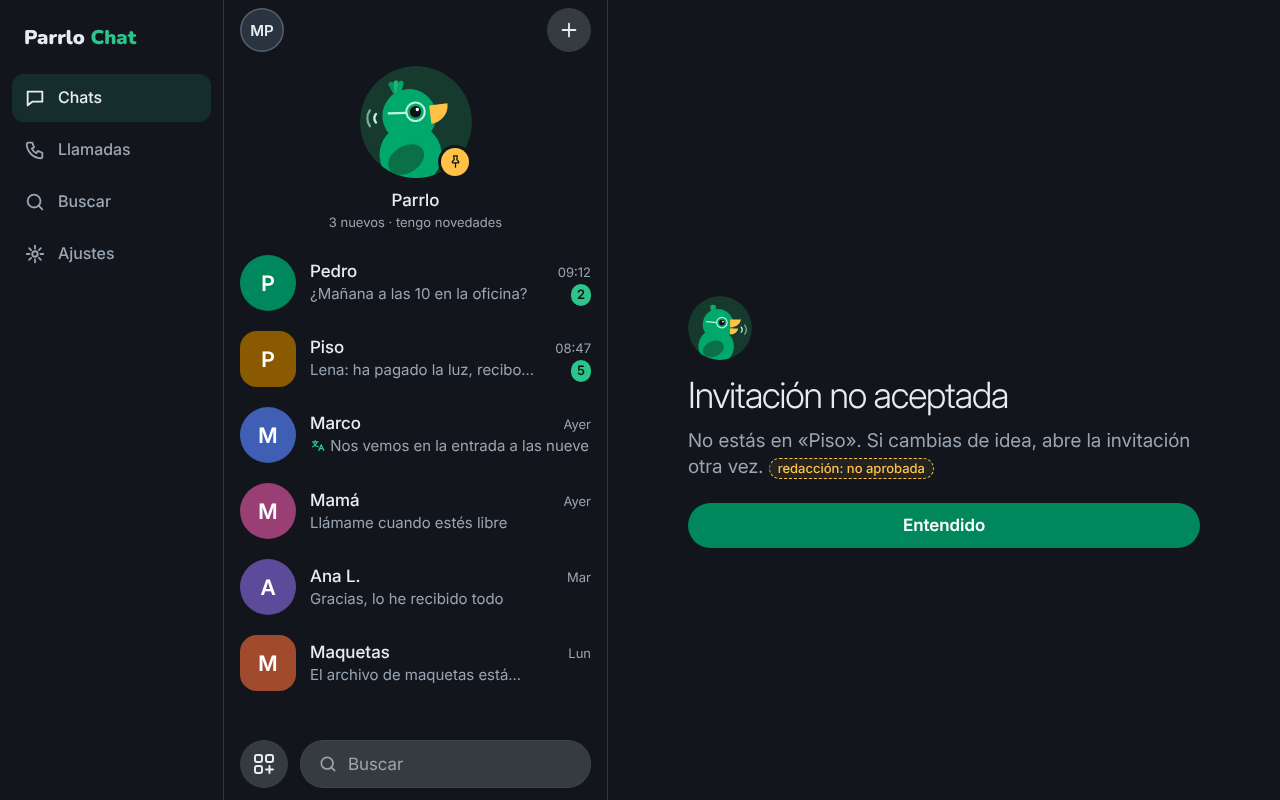 Parrlo Chat
Chats
Llamadas
Buscar
Ajustes
MP
Parrlo
3 nuevos · tengo novedades
P
Pedro
09:12
¿Mañana a las 10 en la oficina?
2
P
Piso
08:47
Lena: ha pagado la luz, recibo...
5
M
Marco
Ayer
Nos vemos en la entrada a las nueve
M
Mamá
Ayer
Llámame cuando estés libre
A
Ana L.
Mar
Gracias, lo he recibido todo
M
Maquetas
Lun
El archivo de maquetas está...
Buscar
Invitación no aceptada
No estás en «Piso». Si cambias de idea, abre la invitación
otra vez. redacción: no aprobada
Entendido